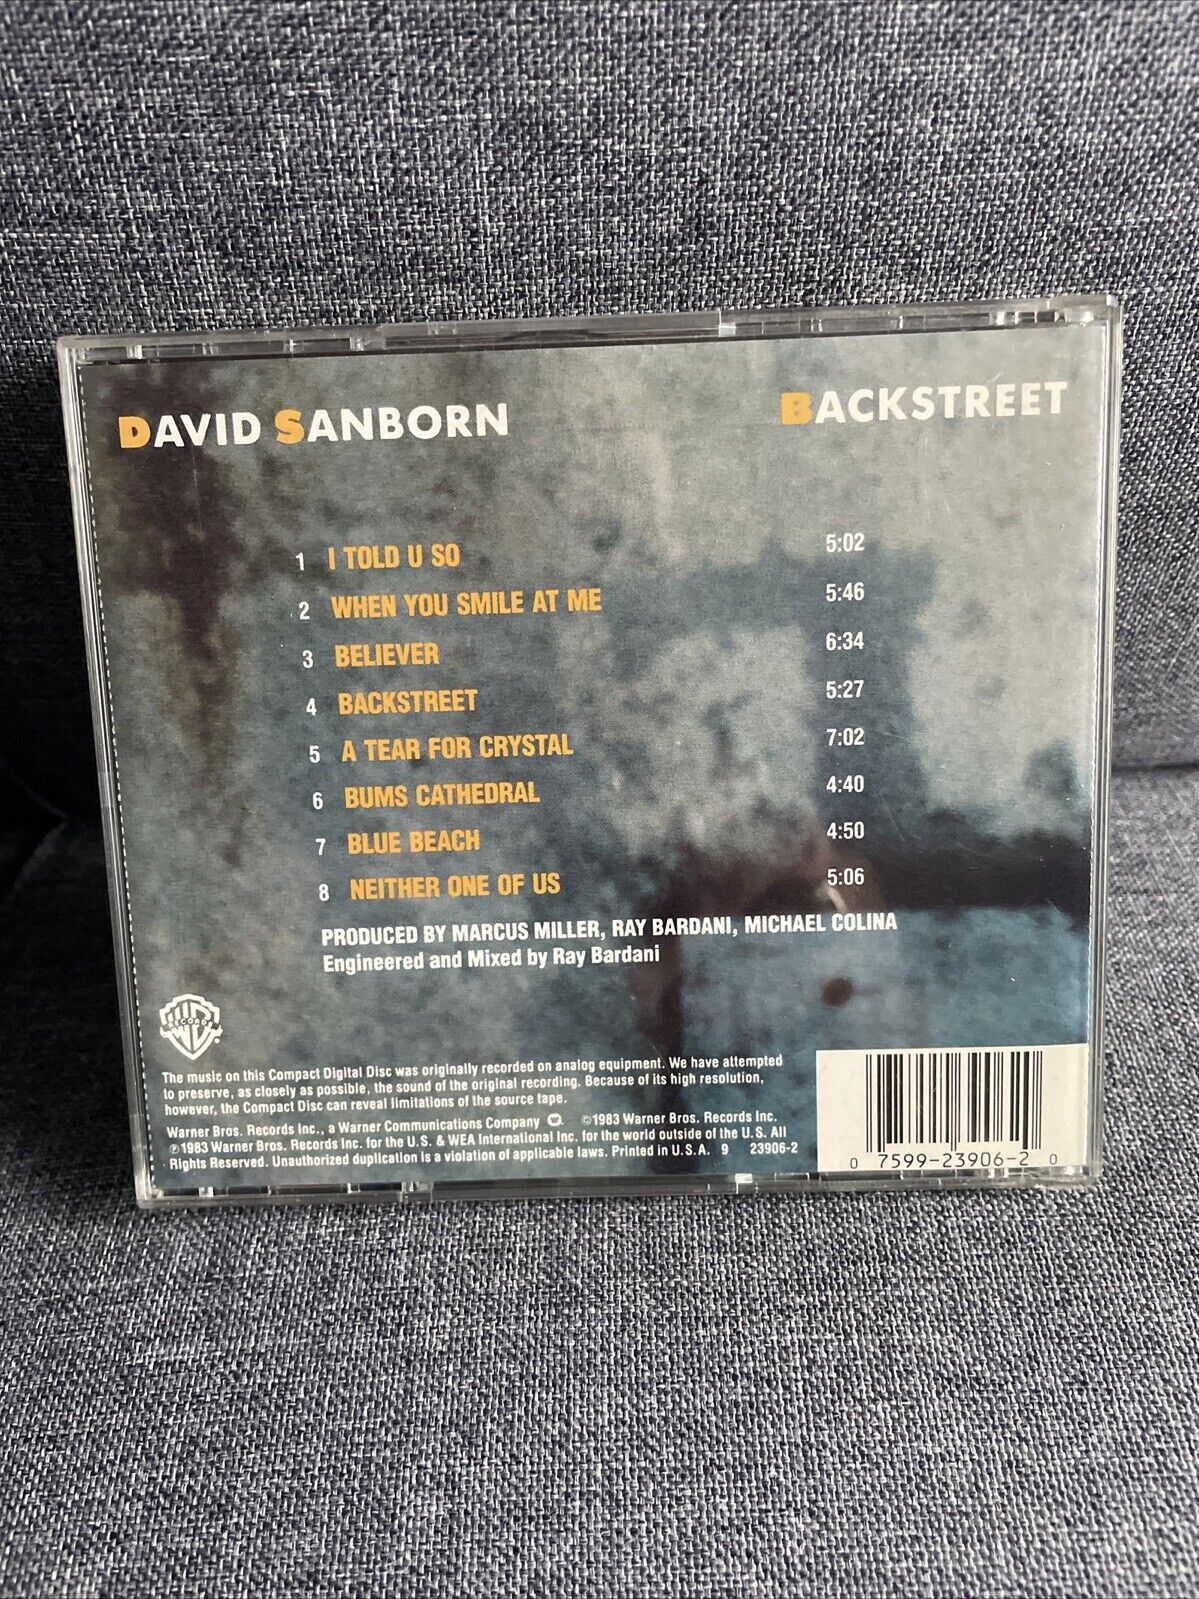 DAVID SANBORN BACKSTREET
1 I TOLD U SO 5:02
2 WHEN YOU SMILE AT ME 5:46
3 BELIEVER 6:34
4 BACKSTREET 5:27
5 A TEAR FOR CRYSTAL 7:02
6 BUMS CATHEDRAL 4:40
7 BLUE BEACH 4:50
8 NEITHER ONE OF US 5:06
PRODUCED BY MARCUS MILLER, RAY BARDANI, MICHAEL COLINA
Engineered and Mixed by Ray Bardani
RECORDS
The music on this Compact Digital Disc was originally recorded on analog equipment. We have attempted
to preserve, as closely as possible, the sound of the original recording. Because of its high resolution,
however, the Compact Disc can reveal limitations of the source tape.
Warner Bros. Records Inc., a Warner Communications Company ©1983 Warner Bros. Records Inc.
℗1983 Warner Bros. Records Inc. for the U.S. & WEA International Inc. for the world outside of the U.S. All
Rights Reserved. Unauthorized duplication is a violation of applicable laws. Printed in U.S.A. 9 23906-2
0 7599-23906-2 0